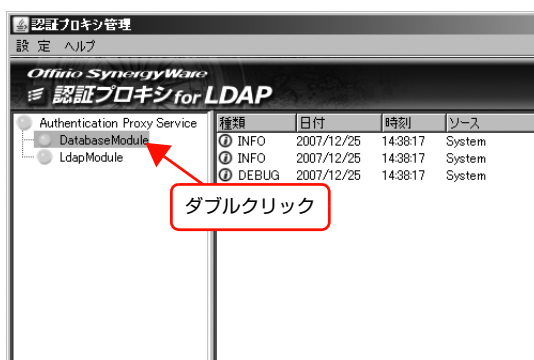 認証プロキシ管理
設 定 ヘルプ
Offirio SynergyWare
認証プロキシ for LDAP
Authentication Proxy Service
DatabaseModule
LdapModule
種類 日付 時刻 ソース
INFO 2007/12/25 14:38:17 System
INFO 2007/12/25 14:38:17 System
DEBUG 2007/12/25 14:38:17 System
ダブルクリック